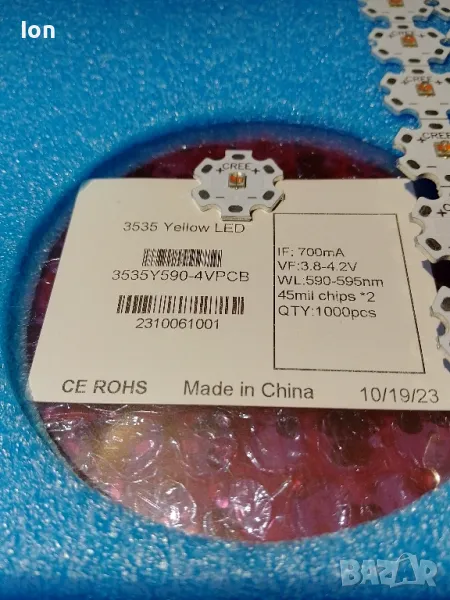 Ion
CREE
CREE
3535 Yellow LED
3535Y590-4VPCB
2310061001
IF: 700mA
VF:3.8-4.2V
WL:590-595nm
45mil chips *2
QTY:1000pcs
CE ROHS
Made in China
10/19/23
BAZAR